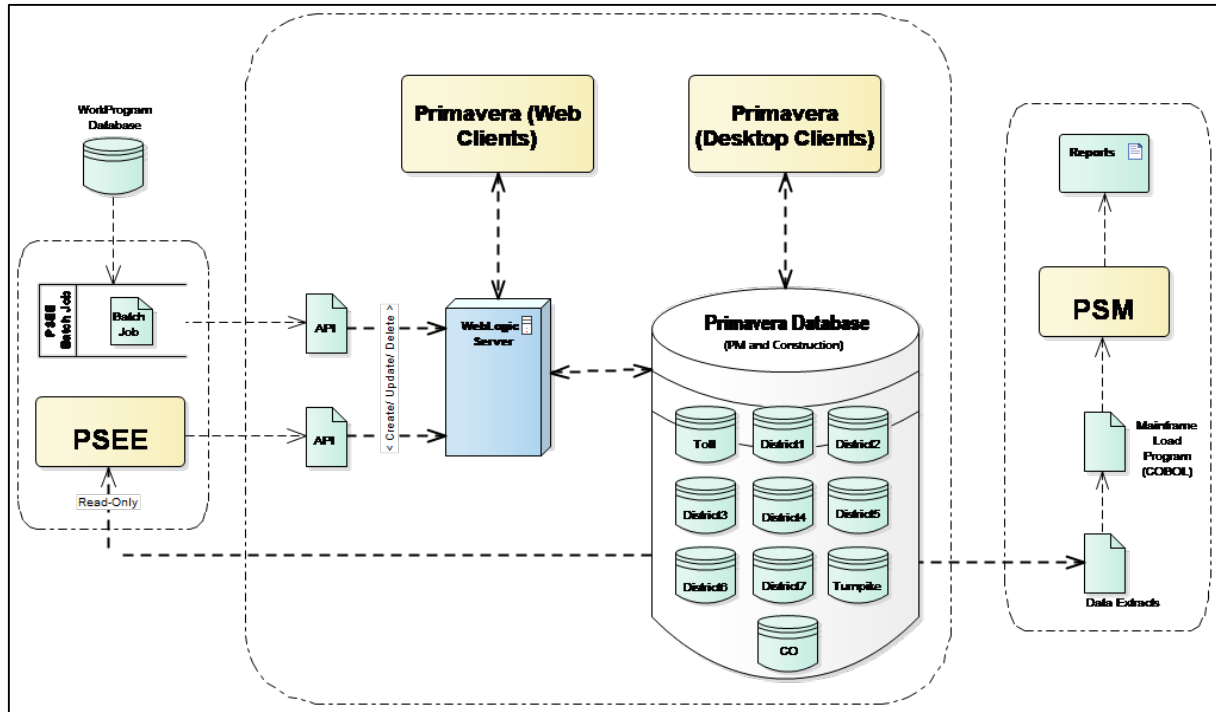 WorkProgram
Database
PSEE
Batch Job
Batch
Job
PSEE
Read-Only
API
API
< Create/ Update/ Delete >
Primavera (Web
Clients)
WebLogic
Server
Primavera
(Desktop Clients)
Primavera Database
(PM and Construction)
Toll
District1
District2
District3
District4
District5
District6
District7
Turnpike
CO
Reports
PSM
Mainframe
Load
Program
(COBOL)
Data Extracts